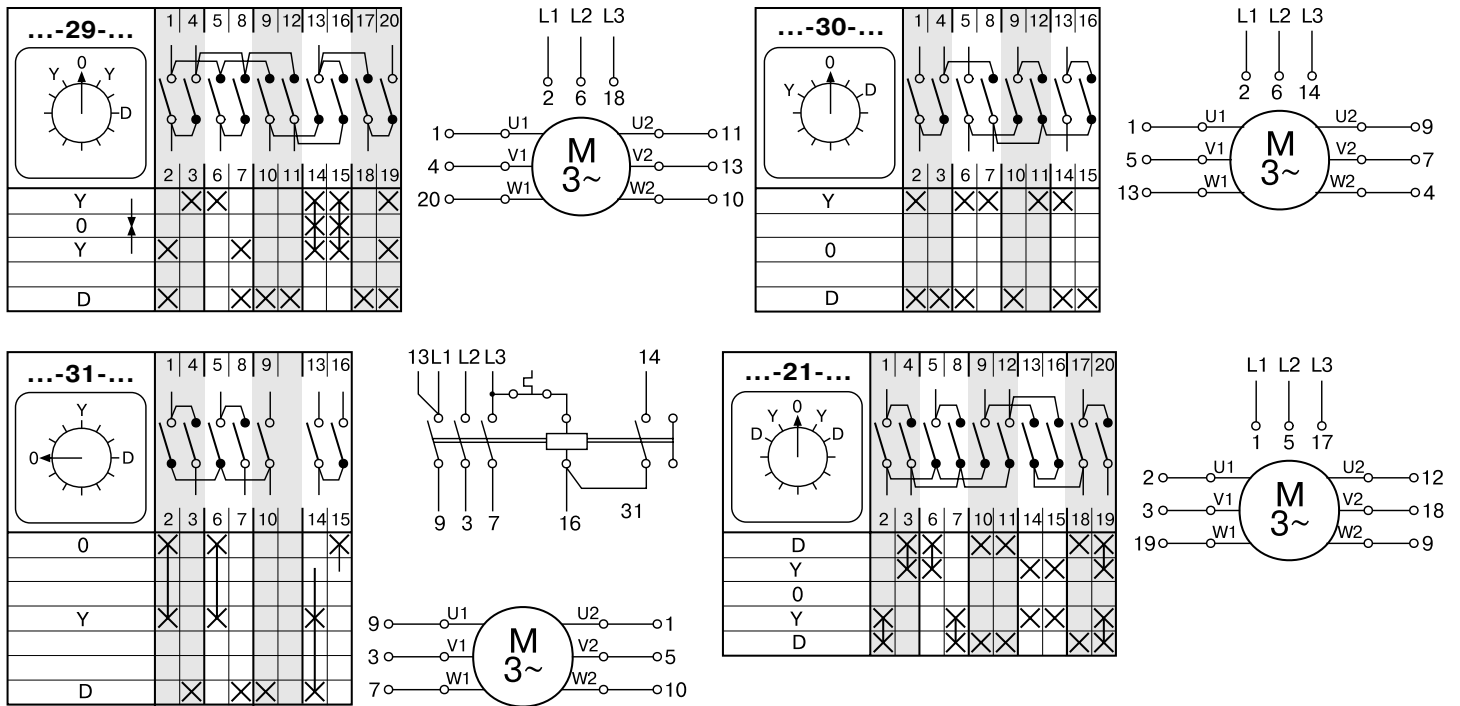 ...-29-...
0
Y Y
D
1 4 5 8 9 12 13 16 17 20
2 3 6 7 10 11 14 15 18 19
Y
0
Y
D
L1 L2 L3
2 6 18
1 U1 U2 11
4 V1 V2 13
20 W1 W2 10
M
3~
...-30-...
0
Y D
1 4 5 8 9 12 13 16
2 3 6 7 10 11 14 15
Y
0
D
L1 L2 L3
2 6 14
1 U1 U2 9
5 V1 V2 7
13 W1 W2 4
M
3~
...-31-...
Y
0 D
1 4 5 8 9 13 16
2 3 6 7 10 14 15
0
Y
D
13 L1 L2 L3 14
9 3 7 16 31
9 U1 U2 1
3 V1 V2 5
7 W1 W2 10
M
3~
...-21-...
0
Y Y
D D
1 4 5 8 9 12 13 16 17 20
2 3 6 7 10 11 14 15 18 19
D
Y
0
Y
D
L1 L2 L3
1 5 17
2 U1 U2 12
3 V1 V2 18
19 W1 W2 9
M
3~